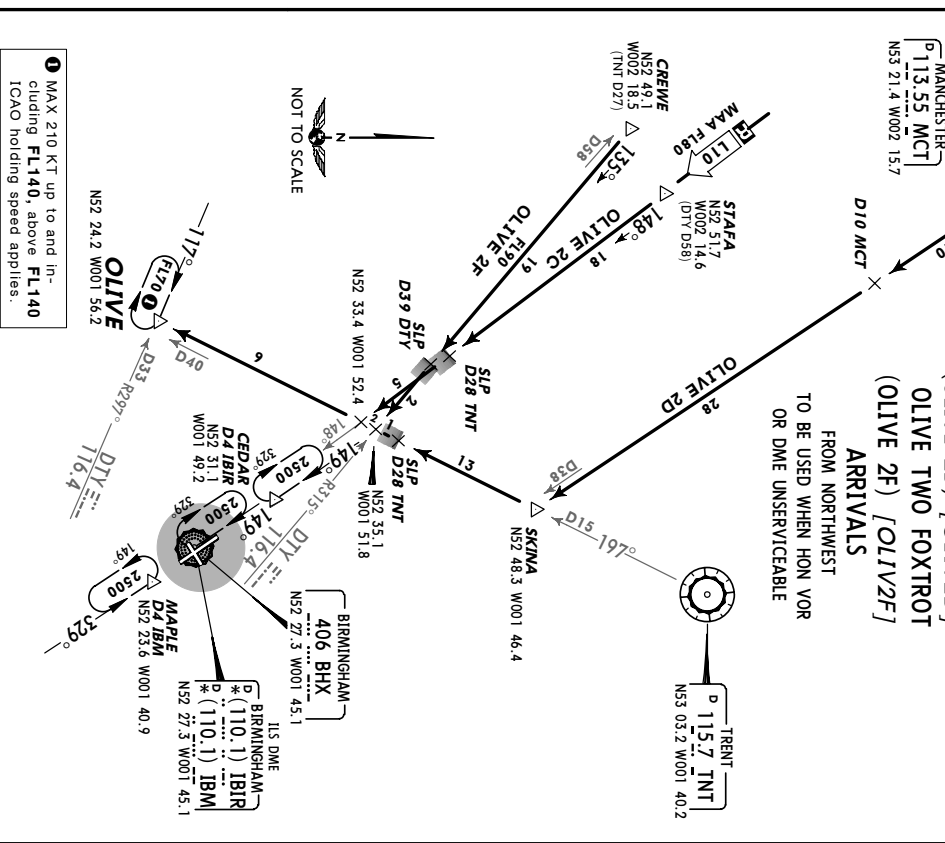 MANCHESTER
D 113.55 MCT
N53 21.4 W002 15.7
D10 MCT
OLIVE TWO FOXTROT
(OLIVE 2F) [OLIV2F]
ARRIVALS
FROM NORTHWEST
TO BE USED WHEN HON VOR
OR DME UNSERVICEABLE
L10
MAA FL80
STAFA
N52 51.7
W002 14.6
(DTY D58)
148°
OLIVE 2C
18
CREWE
N52 49.1
W002 18.5
(TNT D27)
D58
135°
OLIVE 2F
FL90
19
OLIVE 2D
28
D38
SKINA
N52 48.3 W001 46.4
D15
197°
TRENT
D 115.7 TNT
N53 03.2 W001 40.2
13
SLP
D28 TNT
SLP
D39 DTY
SLP
D28 TNT
5
2
1
2
N52 33.4 W001 52.4
N52 35.1
W001 51.8
148°
149°
R315°
DTY
116.4
9
OLIVE
N52 24.2 W001 56.2
FL70 1
117°
D40
D33 R297°
DTY
116.4
CEDAR
D4 IBIR
N52 31.1
W001 49.2
2500
329°
149°
2500
329°
MAPLE
D4 IBM
N52 23.6 W001 40.9
2500
149°
329°
BIRMINGHAM
406 BHX
N52 27.3 W001 45.1
ILS DME
BIRMINGHAM
D *(110.1) IBIR
D *(110.1) IBM
N52 27.3 W001 45.1
N
NOT TO SCALE
1 MAX 210 KT up to and in-
cluding FL140, above FL140
ICAO holding speed applies.